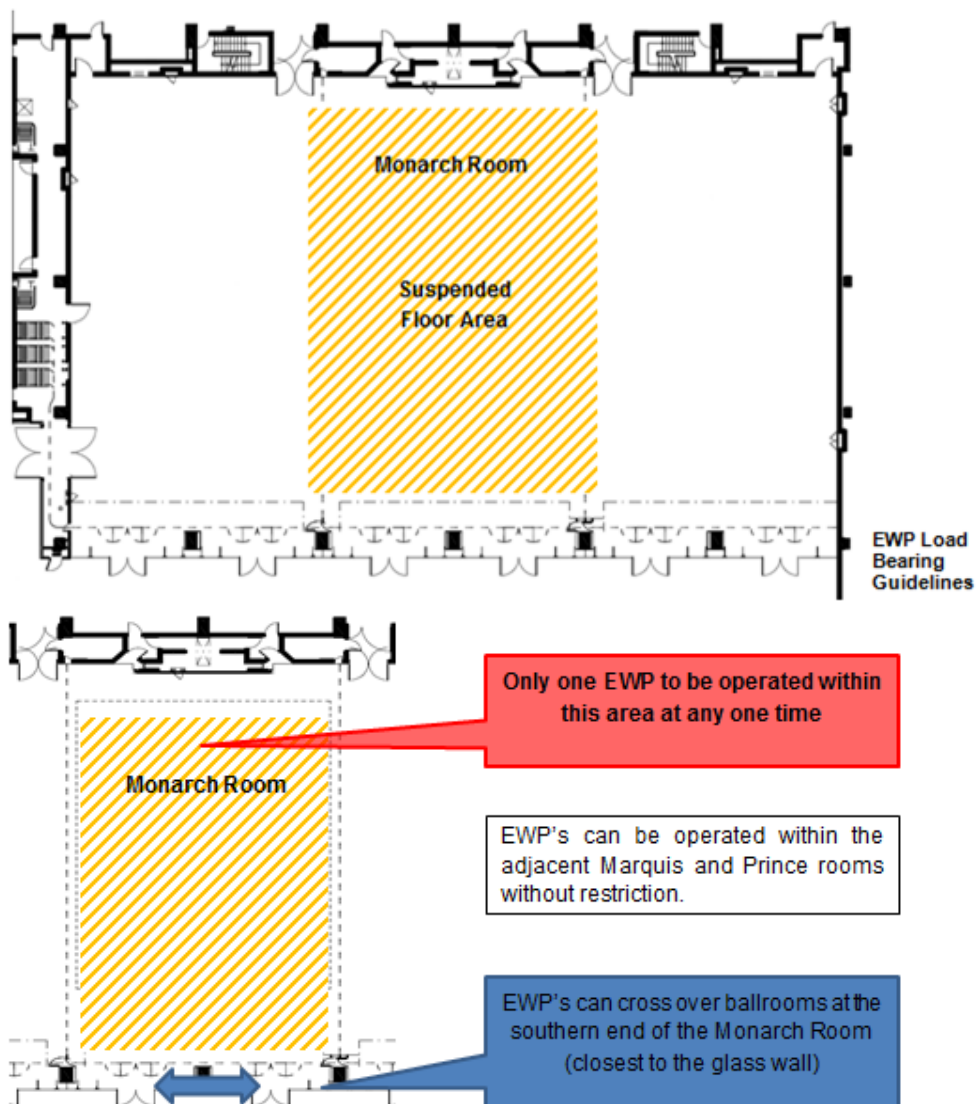 Monarch Room
Suspended
Floor Area
EWP Load
Bearing
Guidelines
Only one EWP to be operated within
this area at any one time
Monarch Room
EWP's can be operated within the
adjacent Marquis and Prince rooms
without restriction.
EWP's can cross over ballrooms at the
southern end of the Monarch Room
(closest to the glass wall)